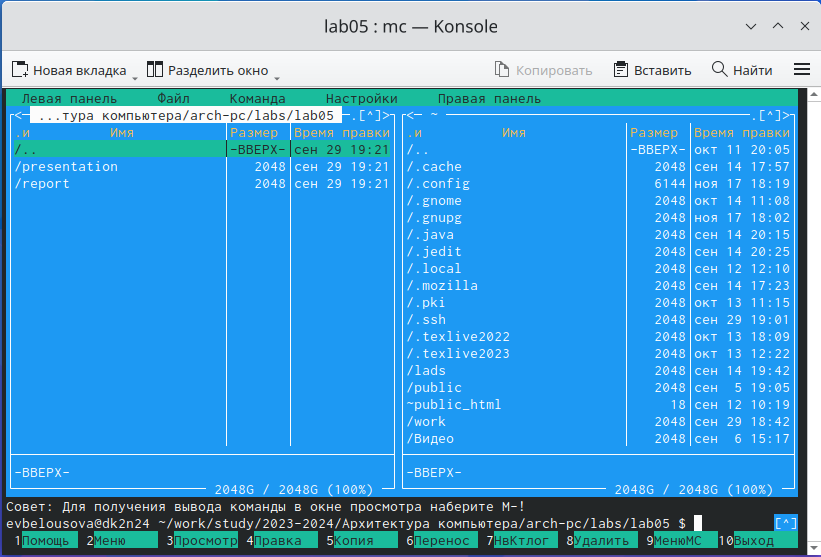 lab05 : mc — Konsole
Новая вкладка Разделить окно Копировать Вставить Найти
Левая панель Файл Команда Настройки Правая панель
<— ...тура компьютера/arch-pc/labs/lab05 —.[^]>
.и Имя Размер Время правки
/.. -ВВЕРХ- сен 29 19:21
/presentation 2048 сен 29 19:21
/report 2048 сен 29 19:21
-ВВЕРХ-
2048G / 2048G (100%)
<— ~ —.[^]>
.и Имя Размер Время правки
/.. -ВВЕРХ- окт 11 20:05
/.cache 2048 сен 14 17:57
/.config 6144 ноя 17 18:19
/.gnome 2048 окт 14 11:08
/.gnupg 2048 ноя 17 18:02
/.java 2048 сен 14 20:15
/.jedit 2048 сен 14 20:25
/.local 2048 сен 12 12:10
/.mozilla 2048 сен 14 17:23
/.pki 2048 окт 13 11:15
/.ssh 2048 сен 29 19:01
/.texlive2022 2048 окт 13 18:09
/.texlive2023 2048 окт 13 12:22
/lads 2048 сен 14 19:42
/public 2048 сен 5 19:05
~public_html 18 сен 12 10:19
/work 2048 сен 29 18:42
/Видео 2048 сен 6 15:17
-ВВЕРХ-
2048G / 2048G (100%)
Совет: Для получения вывода команды в окне просмотра наберите M-!
evbelousova@dk2n24 ~/work/study/2023-2024/Архитектура компьютера/arch-pc/labs/lab05 $ [^]
1Помощь 2Меню 3Просмотр 4Правка 5Копия 6Перенос 7НвКтлог 8Удалить 9МенюMC 10Выход